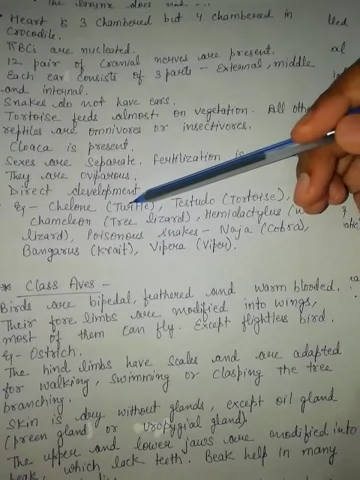 The larynx does not
Heart is 3 chambered but 4 chambered in
Crocodile.
RBCs are nucleated.
12 pair of cranial nerves are present.
Each ear consists of 3 parts - External, middle
and internal.
Snakes do not have ears.
Tortoise feeds almost on vegetation. All othe
reptiles are omnivores or insectivores.
Cloaca is present.
Sexes are separate. Fertilization is
They are oviparous.
Direct development
Eg - Chelone (Turtle), Testudo (Tortoise),
chameleon (Tree lizard), Hemidactylus (W
lizard), Poisonous snakes - Naja (Cobra),
Bangarus (Krait), Vipera (Viper).
* Class Aves -
Birds are bipedal, feathered and warm blooded.
Their fore limbs are modified into wings,
most of them can fly. Except flightless bird.
Eg - Ostrich.
The hind limbs have scales and are adapted
for walking, swimming or clasping the tree
branching.
Skin is dry without glands, except oil gland
(preen gland or uropygial gland)
The upper and lower jaws are modified into
beak, which lack teeth. Beak help in many